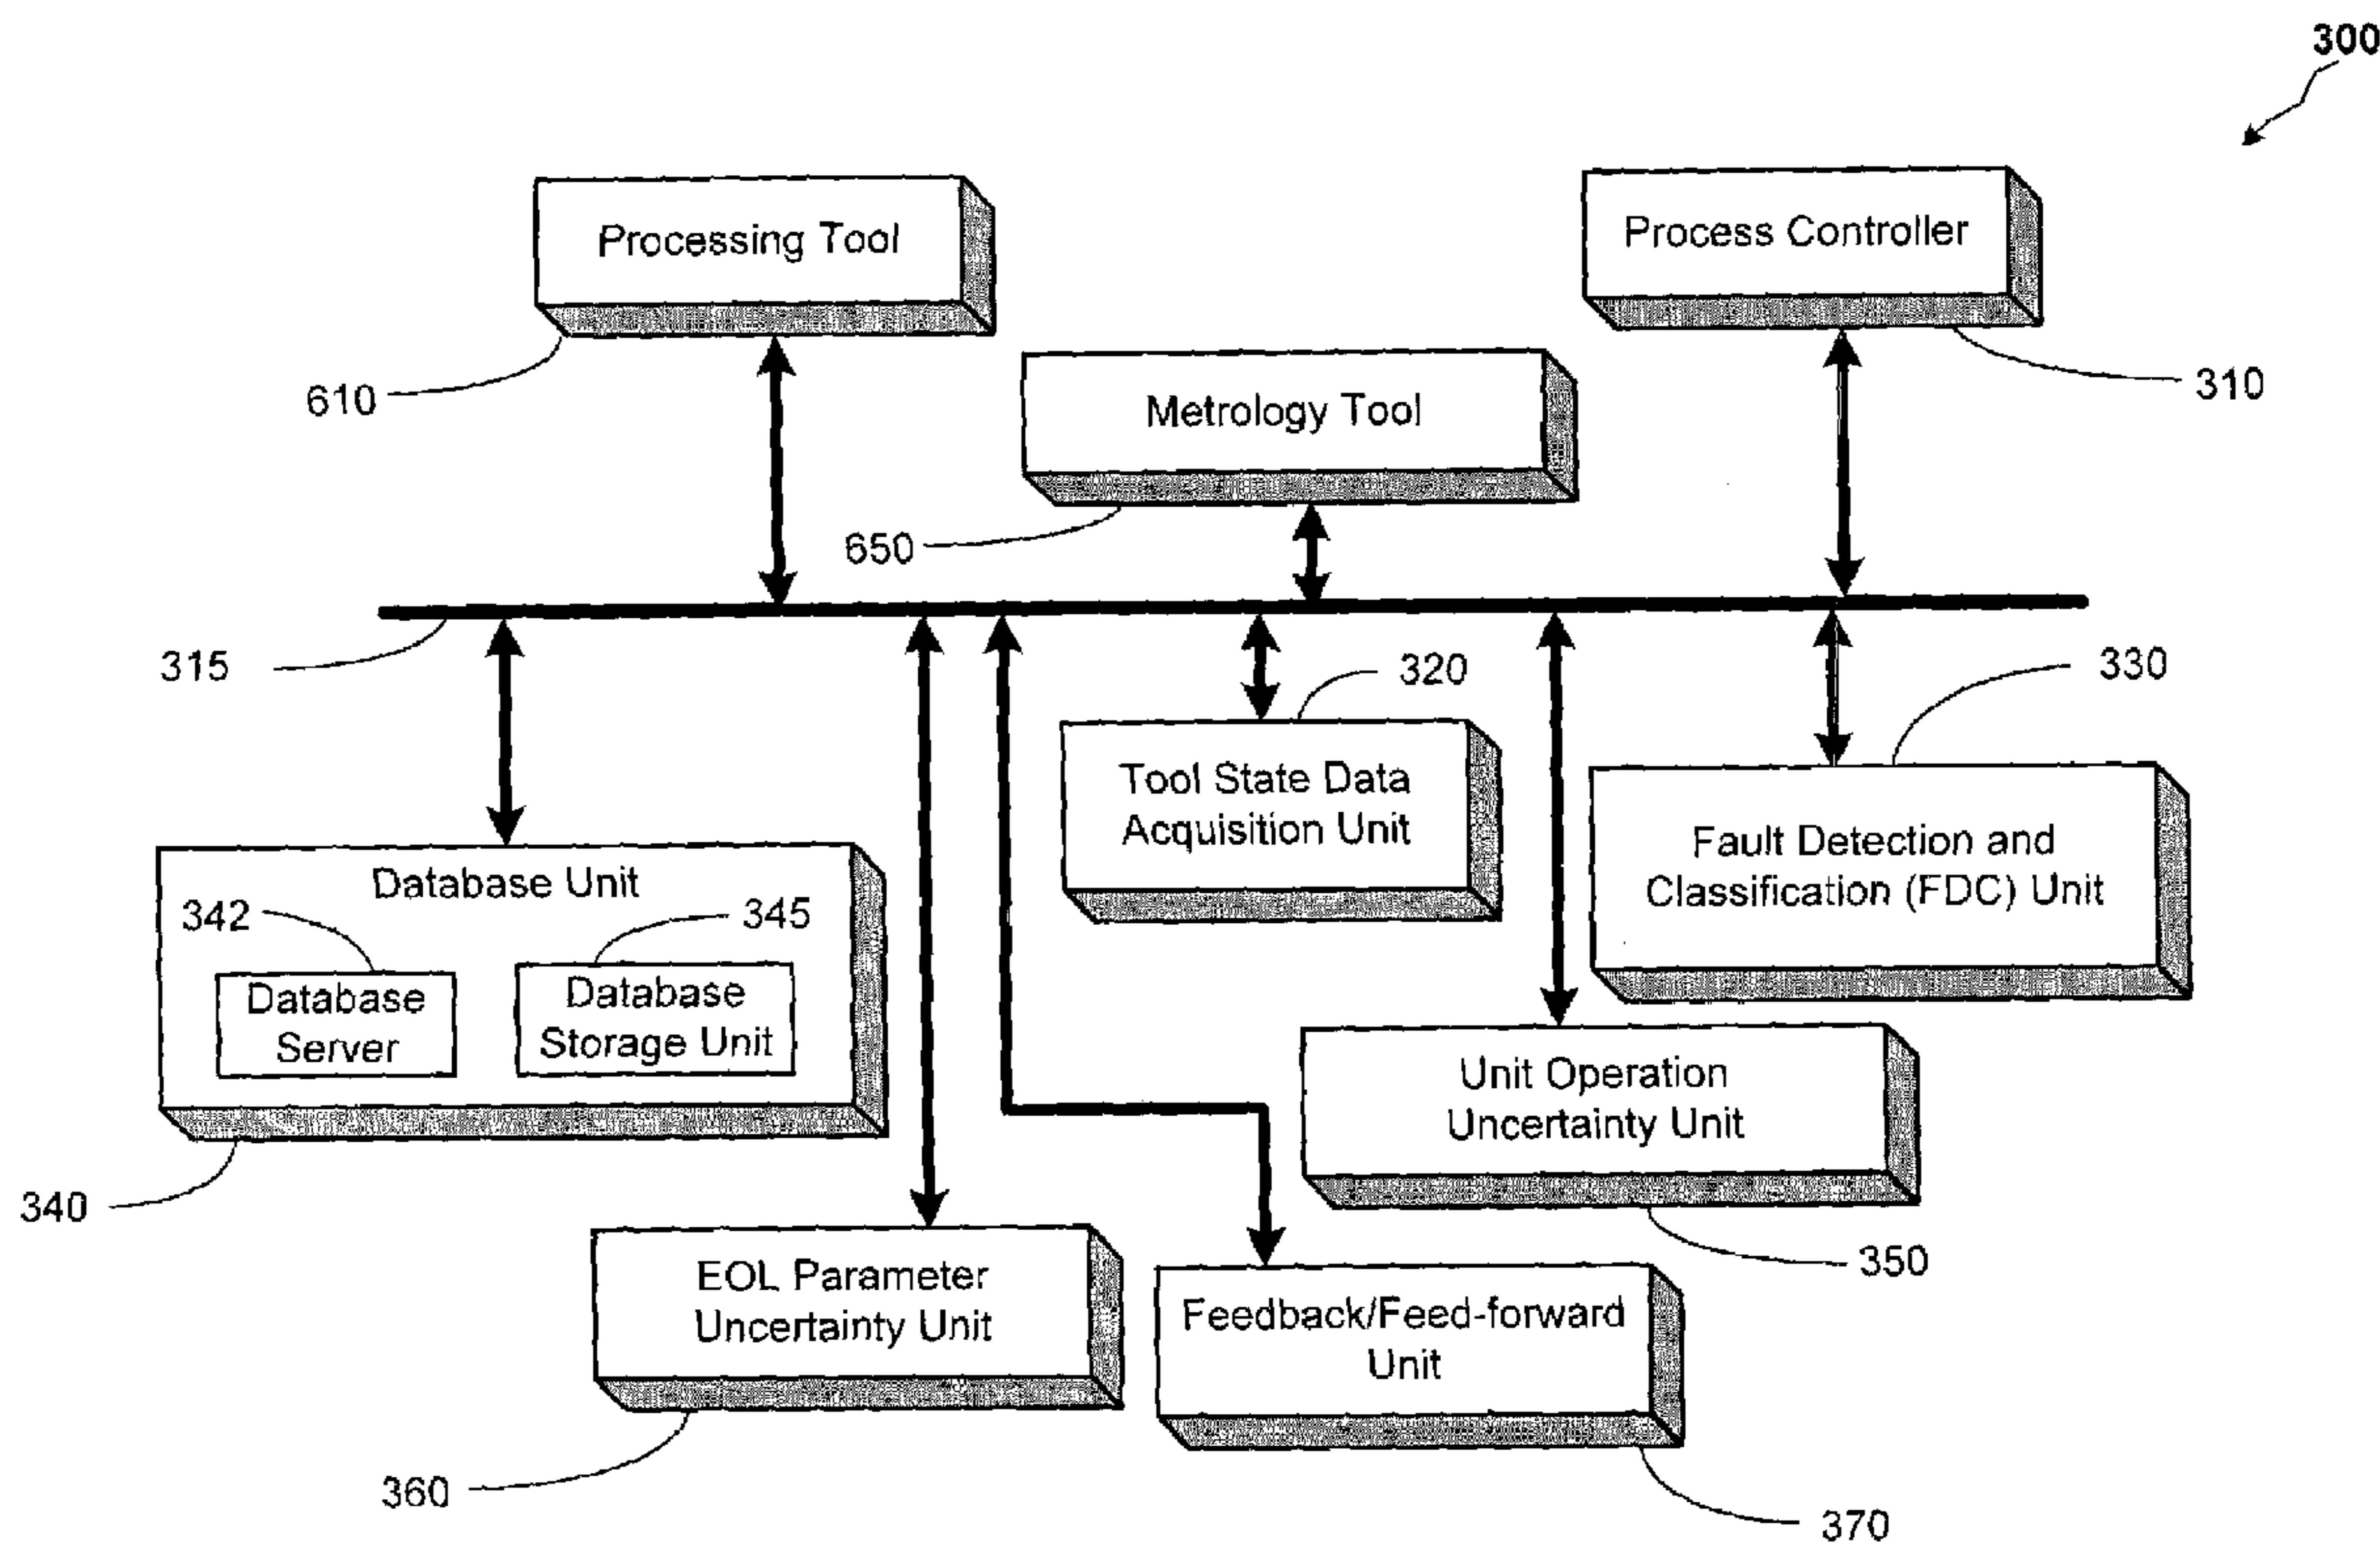 300
Processing Tool
Process Controller
610
310
Metrology Tool
650
315
320
330
Tool State Data
Acquisition Unit
Fault Detection and
Classification (FDC) Unit
Database Unit
342
345
Database
Server
Database
Storage Unit
340
Unit Operation
Uncertainty Unit
350
EOL Parameter
Uncertainty Unit
360
Feedback/Feed-forward
Unit
370